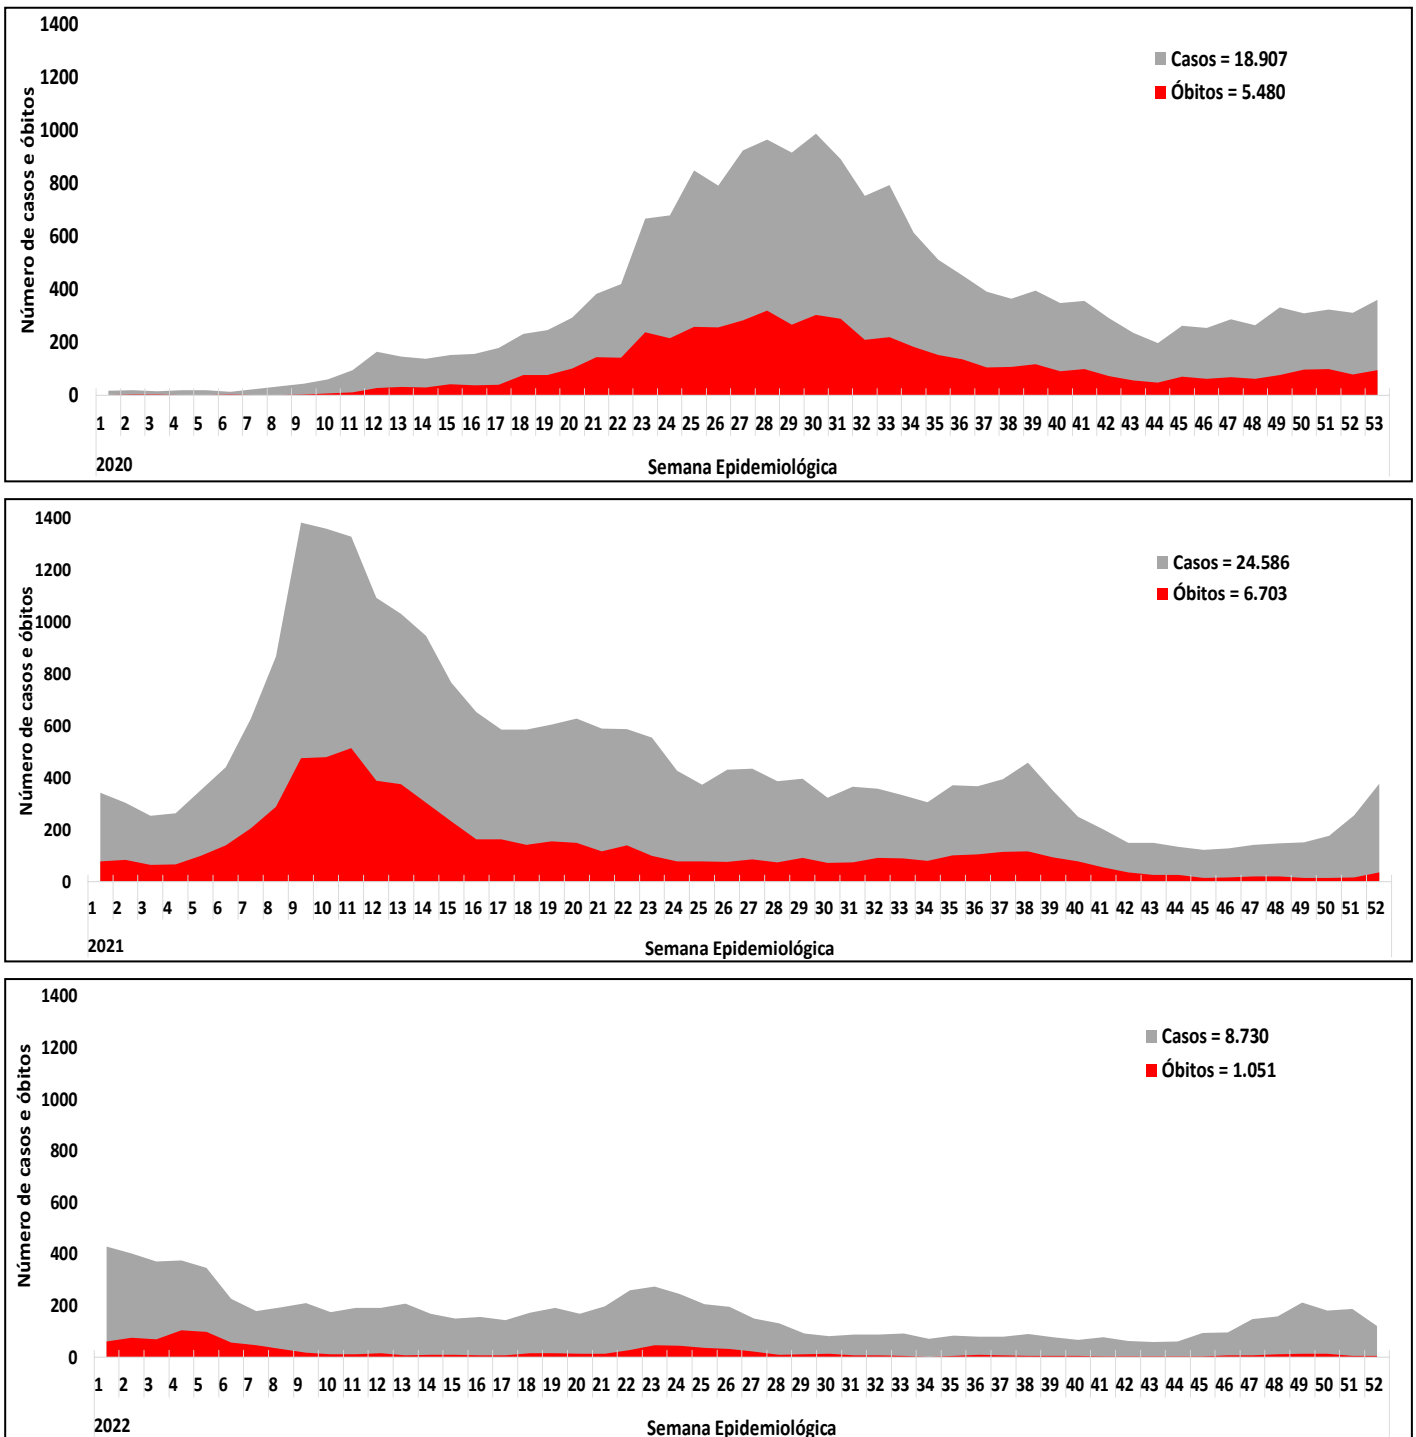 1400
1200
1000
800
600
400
200
0
Número de casos e óbitos
Casos = 18.907
Óbitos = 5.480
1 2 3 4 5 6 7 8 9 10 11 12 13 14 15 16 17 18 19 20 21 22 23 24 25 26 27 28 29 30 31 32 33 34 35 36 37 38 39 40 41 42 43 44 45 46 47 48 49 50 51 52 53
2020
Semana Epidemiológica
1400
1200
1000
800
600
400
200
0
Número de casos e óbitos
Casos = 24.586
Óbitos = 6.703
1 2 3 4 5 6 7 8 9 10 11 12 13 14 15 16 17 18 19 20 21 22 23 24 25 26 27 28 29 30 31 32 33 34 35 36 37 38 39 40 41 42 43 44 45 46 47 48 49 50 51 52
2021
Semana Epidemiológica
1400
1200
1000
800
600
400
200
0
Número de casos e óbitos
Casos = 8.730
Óbitos = 1.051
1 2 3 4 5 6 7 8 9 10 11 12 13 14 15 16 17 18 19 20 21 22 23 24 25 26 27 28 29 30 31 32 33 34 35 36 37 38 39 40 41 42 43 44 45 46 47 48 49 50 51 52
2022
Semana Epidemiológica